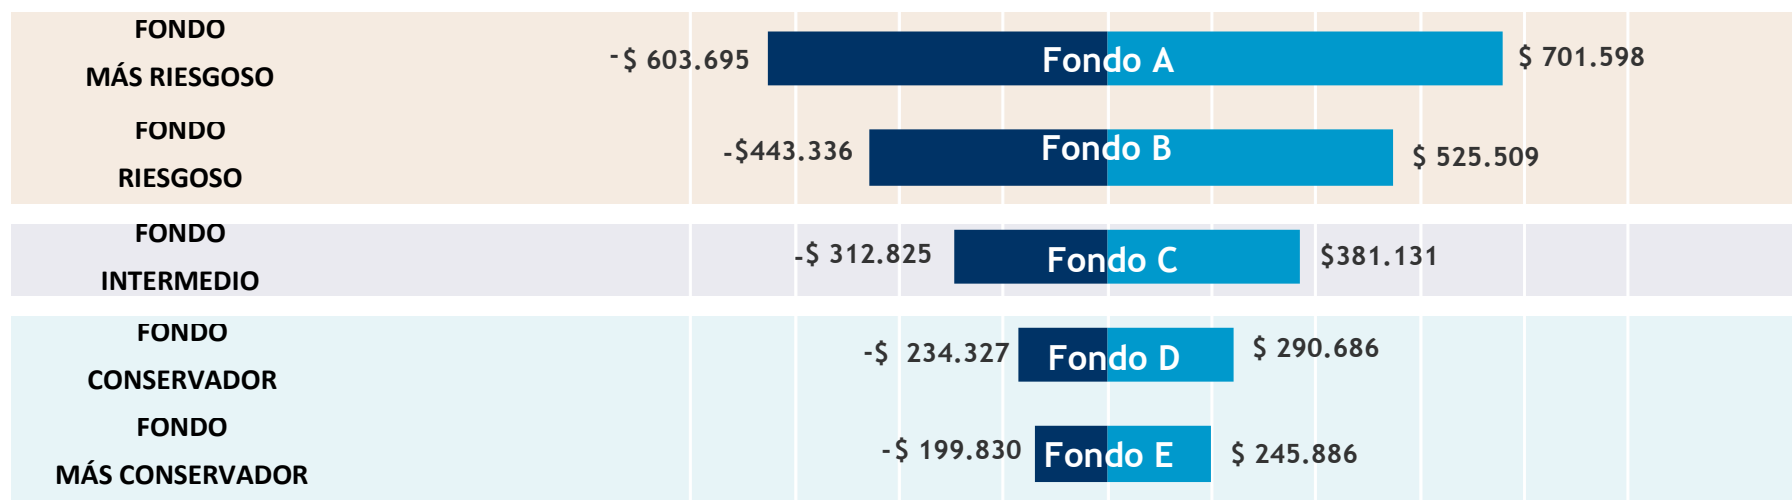 FONDO
MÁS RIESGOSO
-$ 603.695
Fondo A
$ 701.598
FONDO
RIESGOSO
-$443.336
Fondo B
$ 525.509
FONDO
INTERMEDIO
-$ 312.825
Fondo C
$381.131
FONDO
CONSERVADOR
-$ 234.327
Fondo D
$ 290.686
FONDO
MÁS CONSERVADOR
-$ 199.830
Fondo E
$ 245.886